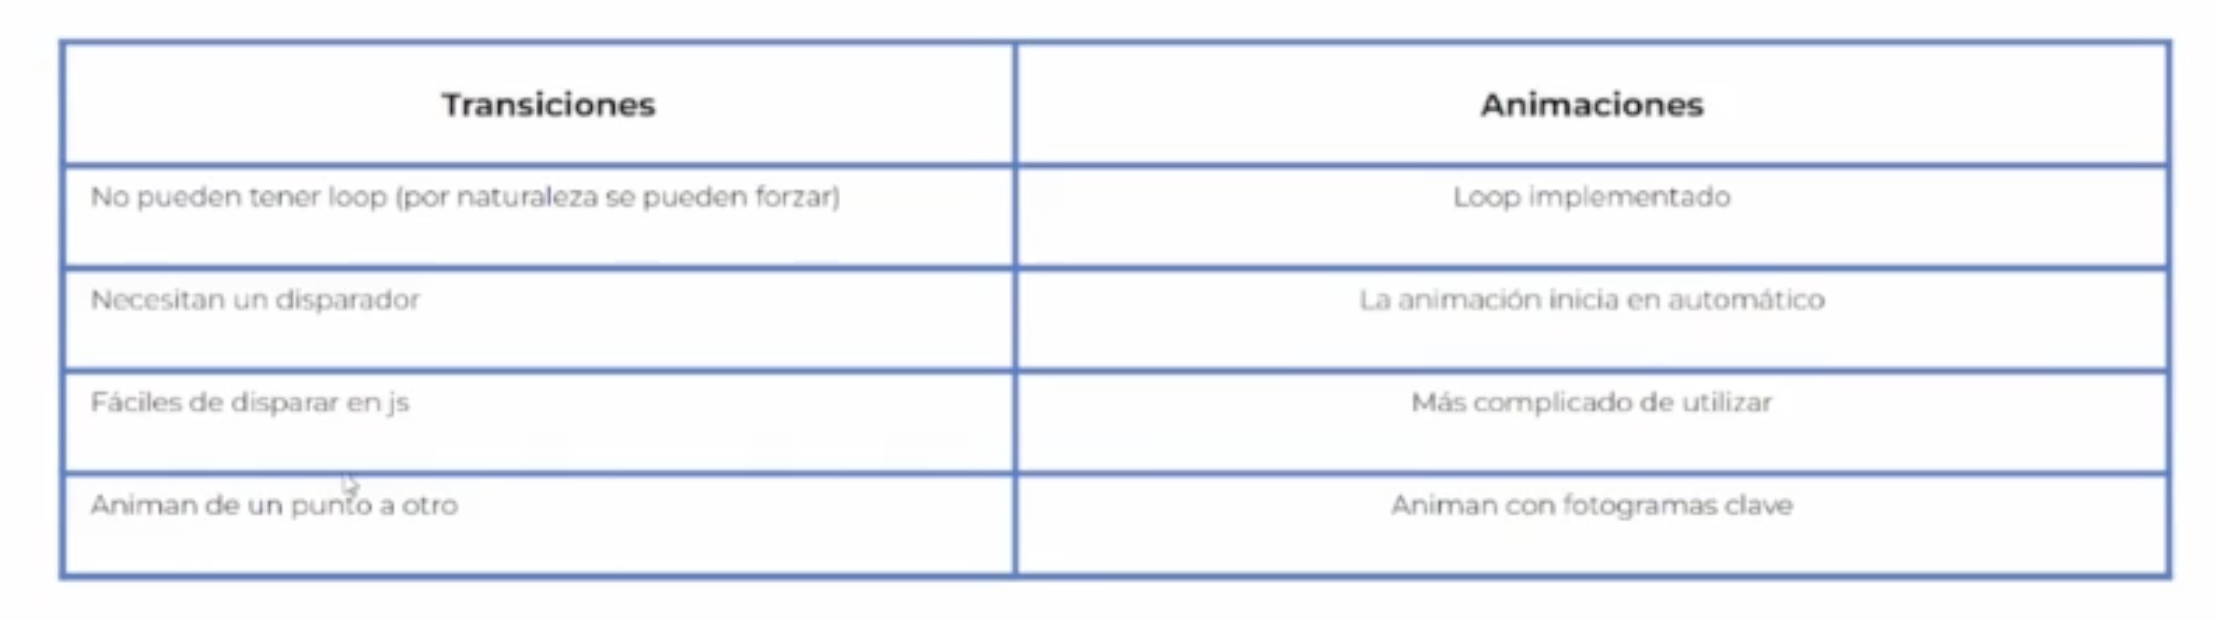 Transiciones
Animaciones
No pueden tener loop (por naturaleza se pueden forzar)
Loop implementado
Necesitan un disparador
La animación inicia en automático
Fáciles de disparar en js
Más complicado de utilizar
Animan de un punto a otro
Animan con fotogramas clave